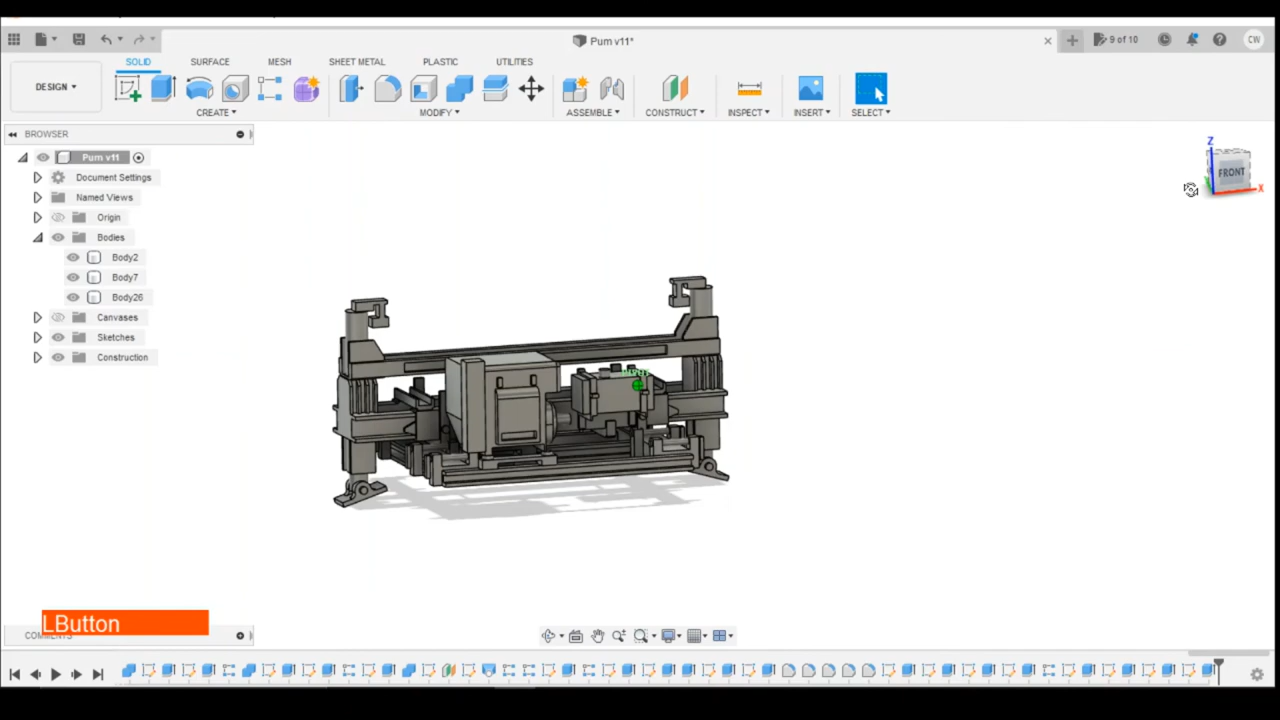 Pum v11*
9 of 10
CW
DESIGN
SOLID
SURFACE
MESH
SHEET METAL
PLASTIC
UTILITIES
CREATE
MODIFY
ASSEMBLE
CONSTRUCT
INSPECT
INSERT
SELECT
BROWSER
Pum v11
Document Settings
Named Views
Origin
Bodies
Body2
Body7
Body26
Canvases
Sketches
Construction
Z
FRONT
X
LButton
COMMENTS